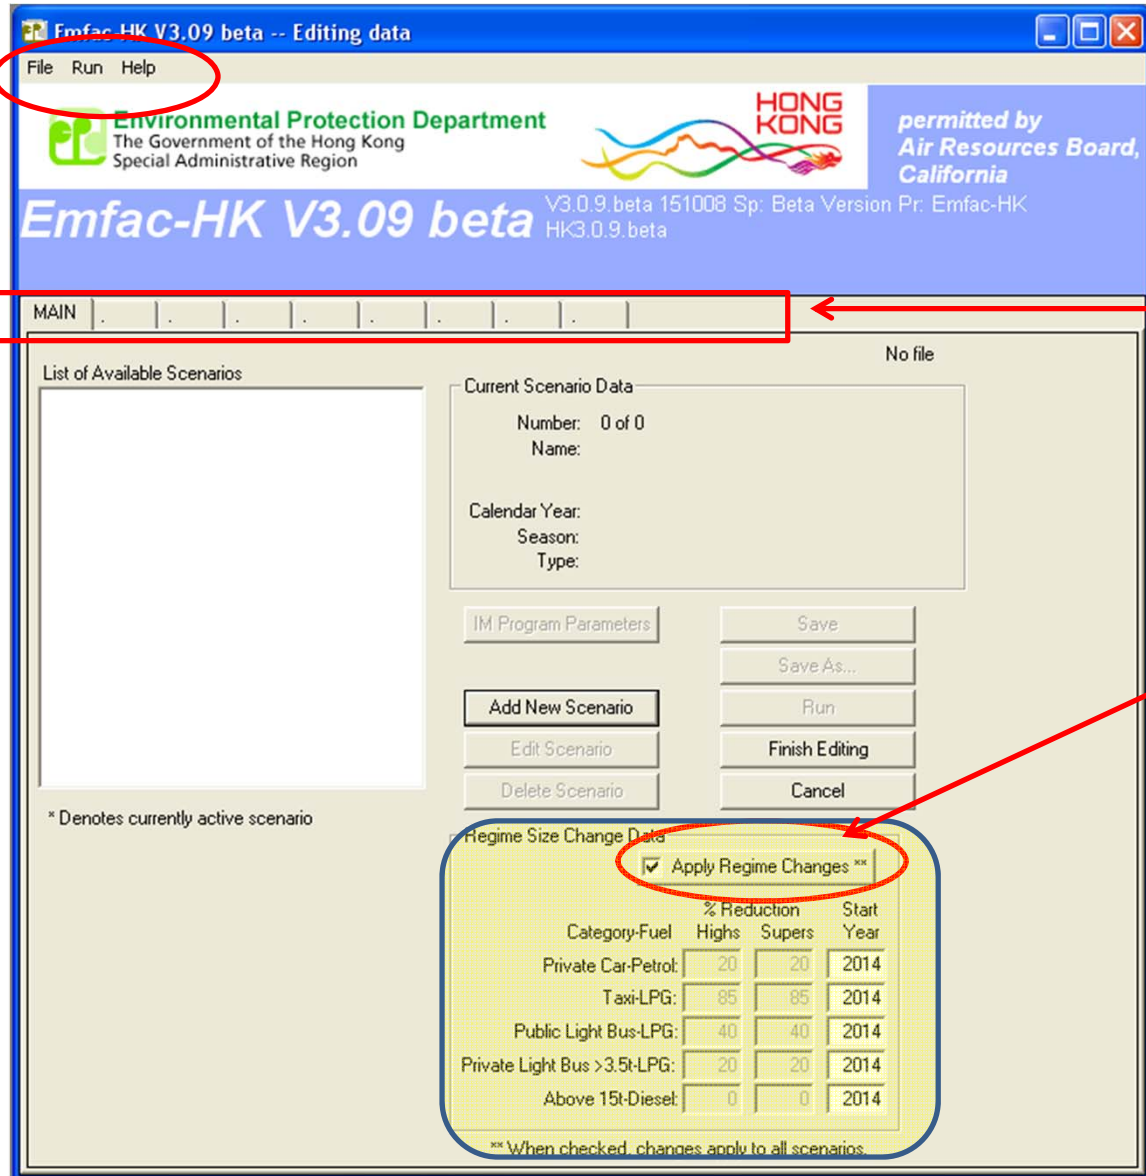 Emfac-HK V3.09 beta -- Editing data
File Run Help
Environmental Protection Department
The Government of the Hong Kong
Special Administrative Region
HONG
KONG
permitted by
Air Resources Board,
California
Emfac-HK V3.09 beta
V3.0.9.beta 151008 Sp: Beta Version Pr: Emfac-HK
HK3.0.9.beta
MAIN . . . . . . . .
No file
List of Available Scenarios
Current Scenario Data
Number: 0 of 0
Name:
Calendar Year:
Season:
Type:
IM Program Parameters
Save
Save As...
Add New Scenario
Run
Edit Scenario
Finish Editing
Delete Scenario
Cancel
* Denotes currently active scenario
Regime Size Change Data
Apply Regime Changes **
% Reduction Start
Category-Fuel Highs Supers Year
Private Car-Petrol: 20 20 2014
Taxi-LPG: 85 85 2014
Public Light Bus-LPG: 40 40 2014
Private Light Bus >3.5t-LPG: 20 20 2014
Above 15t-Diesel: 0 0 2014
** When checked, changes apply to all scenarios.